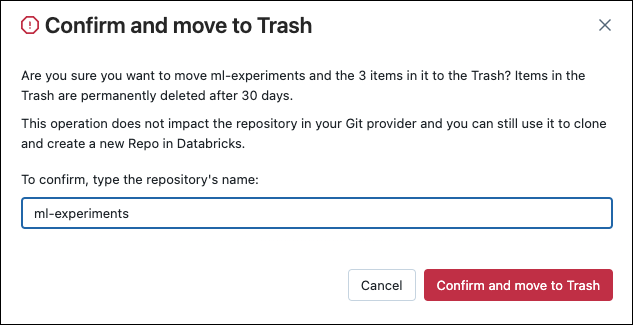 Confirm and move to Trash
Are you sure you want to move ml-experiments and the 3 items in it to the Trash? Items in the
Trash are permanently deleted after 30 days.
This operation does not impact the repository in your Git provider and you can still use it to clone
and create a new Repo in Databricks.
To confirm, type the repository's name:
ml-experiments
Cancel
Confirm and move to Trash